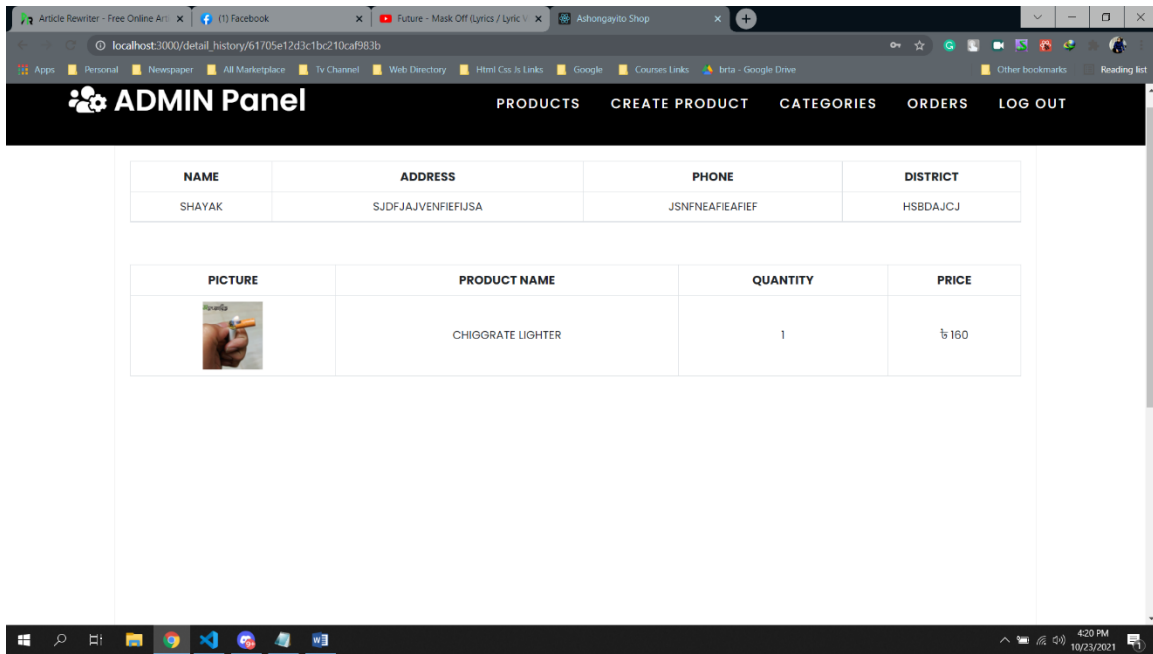 Article Rewriter - Free Online Arti
(1) Facebook
Future - Mask Off (Lyrics / Lyric V
Ashongayito Shop
localhost:3000/detail_history/61705e12d3c1bc210caf983b
Apps Personal Newspaper All Marketplace Tv Channel Web Directory Html Css Js Links Google Courses Links brta - Google Drive Other bookmarks Reading list
ADMIN Panel PRODUCTS CREATE PRODUCT CATEGORIES ORDERS LOG OUT
NAME ADDRESS PHONE DISTRICT
SHAYAK SJDFJAJVENFIEFIJSA JSNFNEAFIEAFIEF HSBDAJCJ
PICTURE PRODUCT NAME QUANTITY PRICE
CHIGGRATE LIGHTER 1 ৳ 160
4:20 PM
10/23/2021